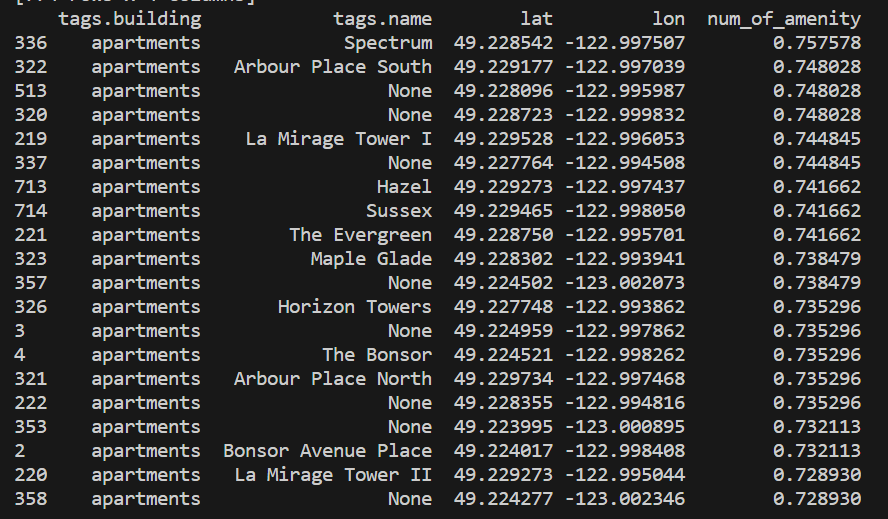 tags.building tags.name lat lon num_of_amenity
336 apartments Spectrum 49.228542 -122.997507 0.757578
322 apartments Arbour Place South 49.229177 -122.997039 0.748028
513 apartments None 49.228096 -122.995987 0.748028
320 apartments None 49.228723 -122.999832 0.748028
219 apartments La Mirage Tower I 49.229528 -122.996053 0.744845
337 apartments None 49.227764 -122.994508 0.744845
713 apartments Hazel 49.229273 -122.997437 0.741662
714 apartments Sussex 49.229465 -122.998050 0.741662
221 apartments The Evergreen 49.228750 -122.995701 0.741662
323 apartments Maple Glade 49.228302 -122.993941 0.738479
357 apartments None 49.224502 -123.002073 0.738479
326 apartments Horizon Towers 49.227748 -122.993862 0.735296
3 apartments None 49.224959 -122.997862 0.735296
4 apartments The Bonsor 49.224521 -122.998262 0.735296
321 apartments Arbour Place North 49.229734 -122.997468 0.735296
222 apartments None 49.228355 -122.994816 0.735296
353 apartments None 49.223995 -123.000895 0.732113
2 apartments Bonsor Avenue Place 49.224017 -122.998408 0.732113
220 apartments La Mirage Tower II 49.229273 -122.995044 0.728930
358 apartments None 49.224277 -123.002346 0.728930